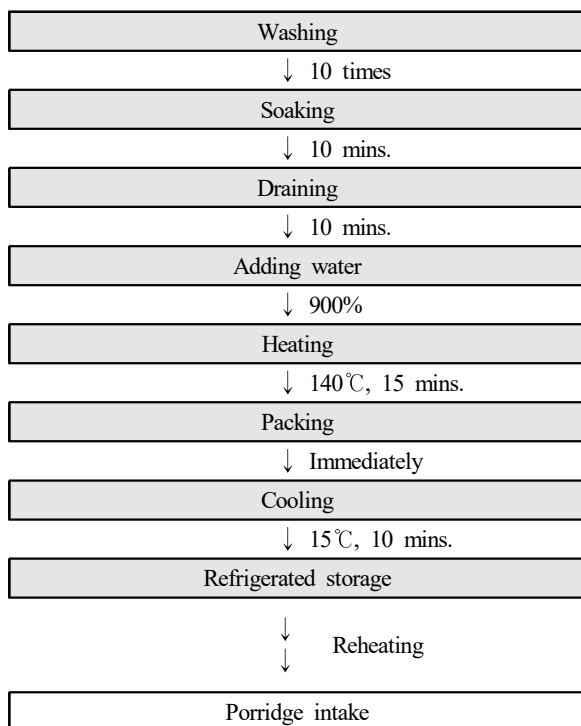 Washing
↓ 10 times
Soaking
↓ 10 mins.
Draining
↓ 10 mins.
Adding water
↓ 900%
Heating
↓ 140℃, 15 mins.
Packing
↓ Immediately
Cooling
↓ 15℃, 10 mins.
Refrigerated storage
↓
↓ Reheating
Porridge intake